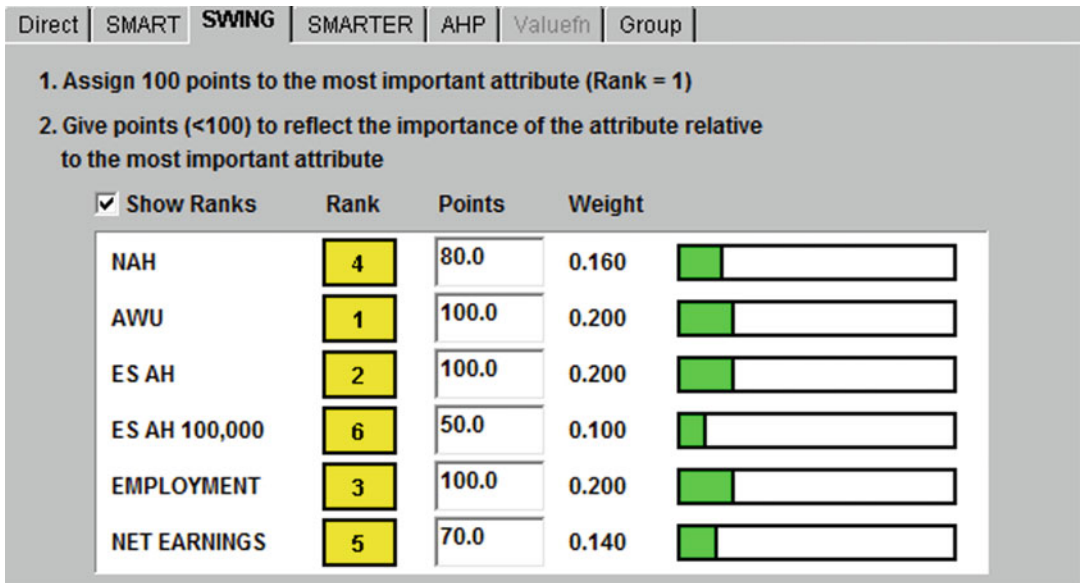 Direct SMART SWING SMARTER AHP Valuefn Group
1. Assign 100 points to the most important attribute (Rank = 1)
2. Give points (<100) to reflect the importance of the attribute relative
to the most important attribute
Show Ranks Rank Points Weight
NAH 4 80.0 0.160
AWU 1 100.0 0.200
ES AH 2 100.0 0.200
ES AH 100,000 6 50.0 0.100
EMPLOYMENT 3 100.0 0.200
NET EARNINGS 5 70.0 0.140